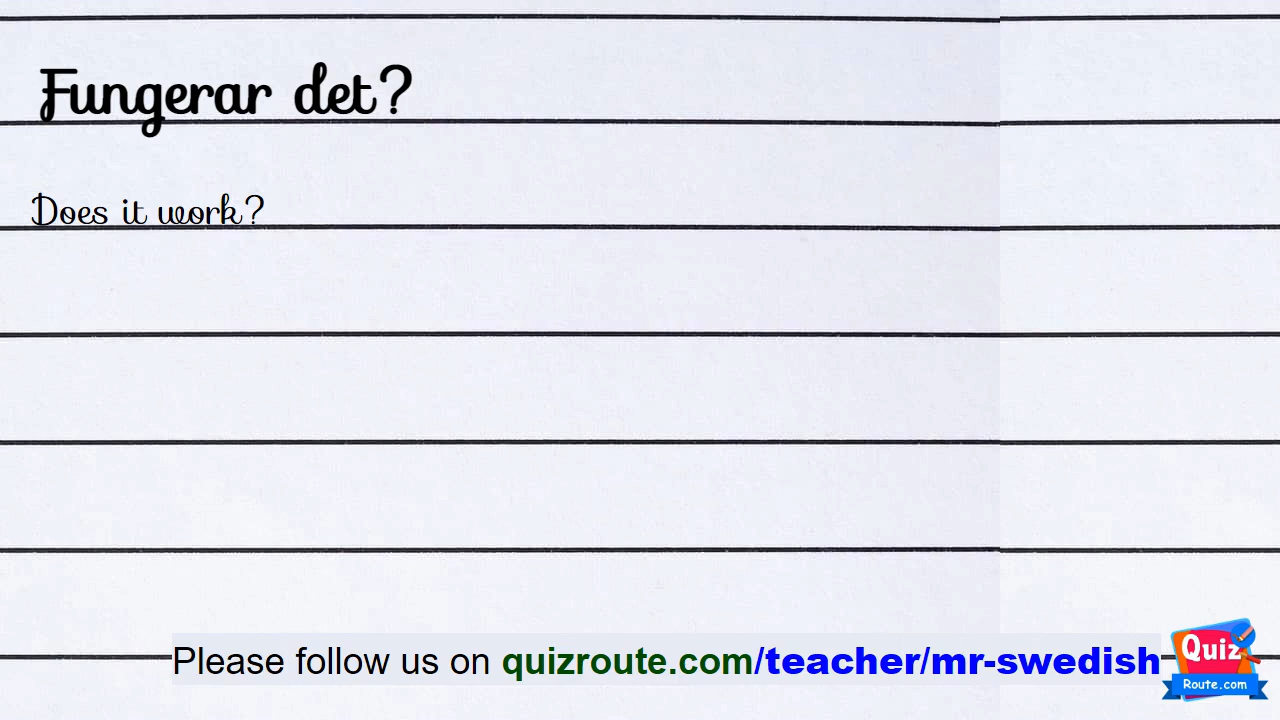 Fungerar det?
Does it work?
Please follow us on quizroute.com/teacher/mr-swedish
Quiz
Route.com